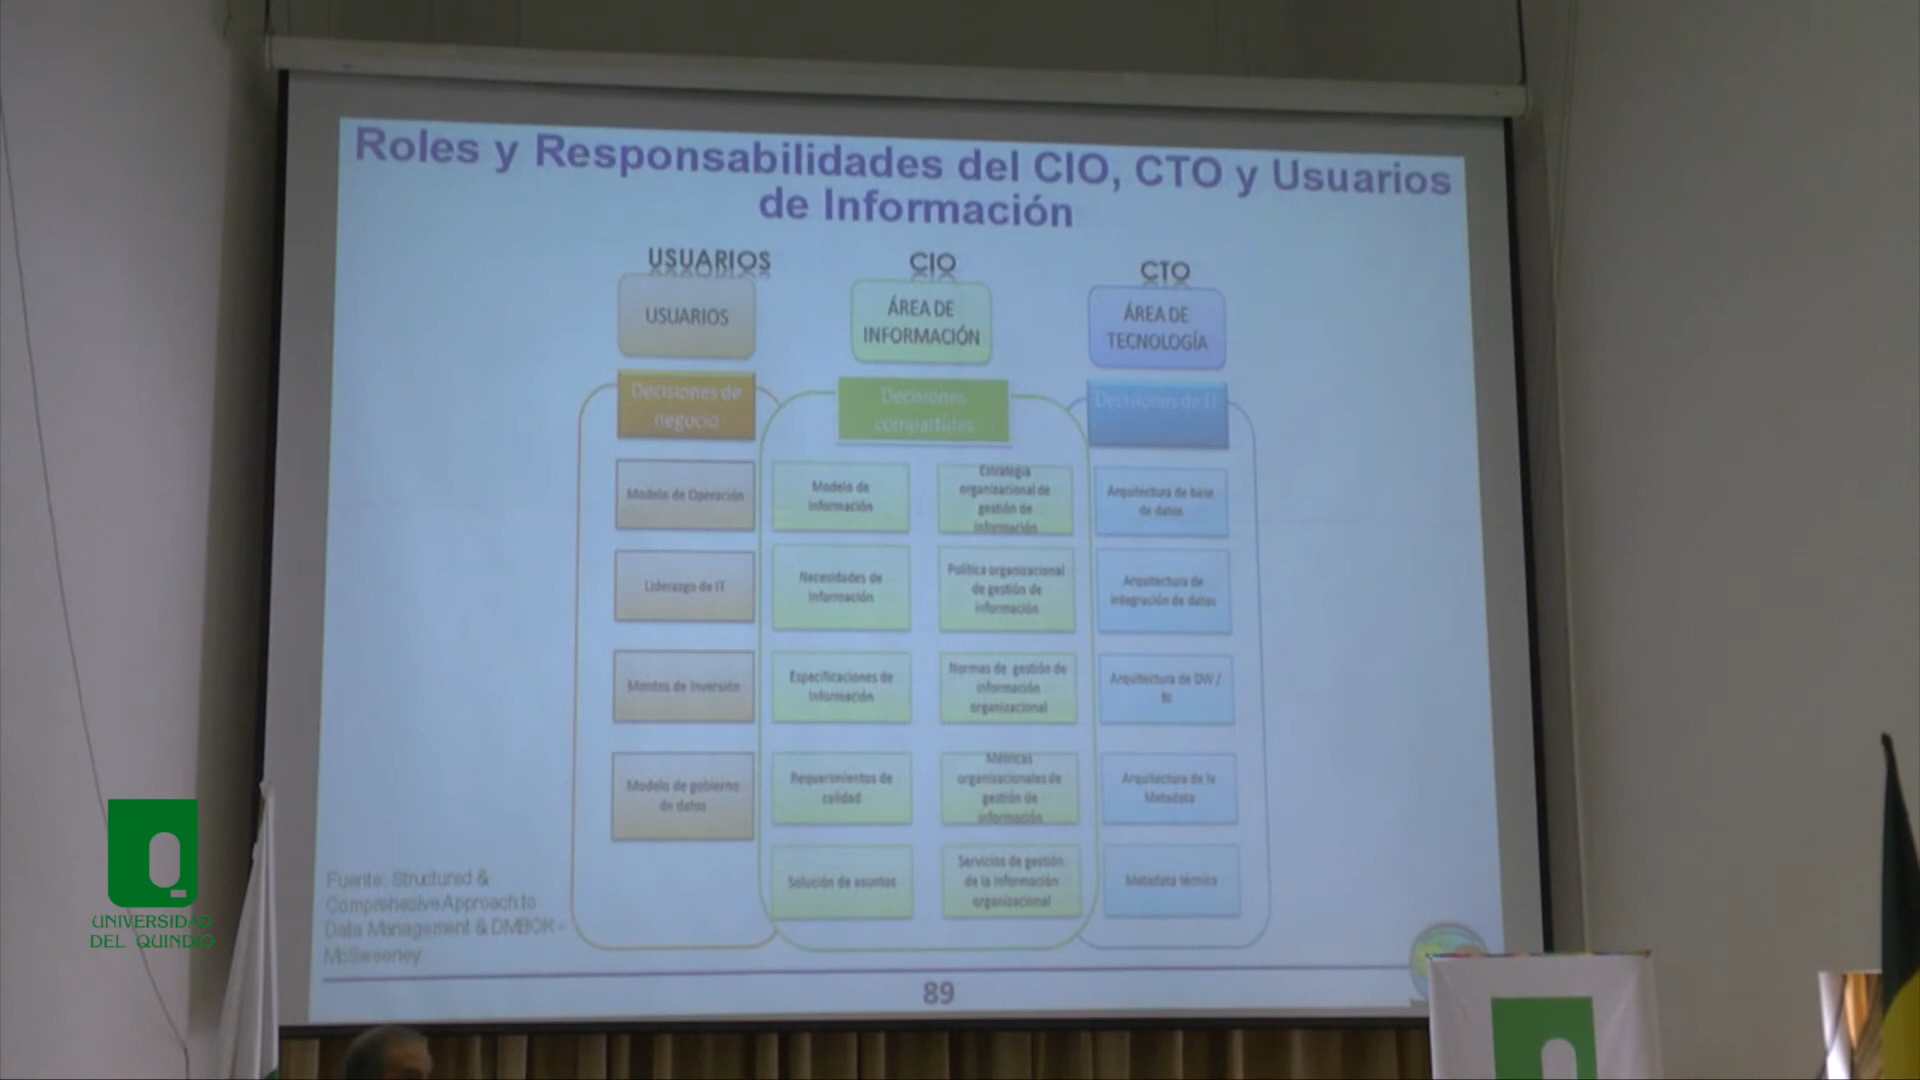 Roles y Responsabilidades del CIO, CTO y Usuarios
de Información
USUARIOS
CIO
CTO
USUARIOS
ÁREA DE
INFORMACIÓN
ÁREA DE
TECNOLOGÍA
Decisiones de
negocio
Decisiones
compartidas
Decisiones de IT
Modelo de Operación
Liderazgo de IT
Montos de Inversión
Modelo de gobierno
de datos
Modelo de
Información
Necesidades de
Información
Especificaciones de
Información
Requerimientos de
calidad
Solución de asuntos
Estrategia
organizacional de
gestión de
información
Política organizacional
de gestión de
información
Normas de gestión de
información
organizacional
Métricas
organizacionales de
gestión de
información
Servicios de gestión
de la información
organizacional
Arquitectura de base
de datos
Arquitectura de
integración de datos
Arquitectura de DW /
BI
Arquitectura de la
Metadata
Metadata técnica
Fuente: Structured &
Comprehesive Approach to
Data Management & DMBOK -
McSweeney
89
UNIVERSIDAD
DEL QUINDÍO